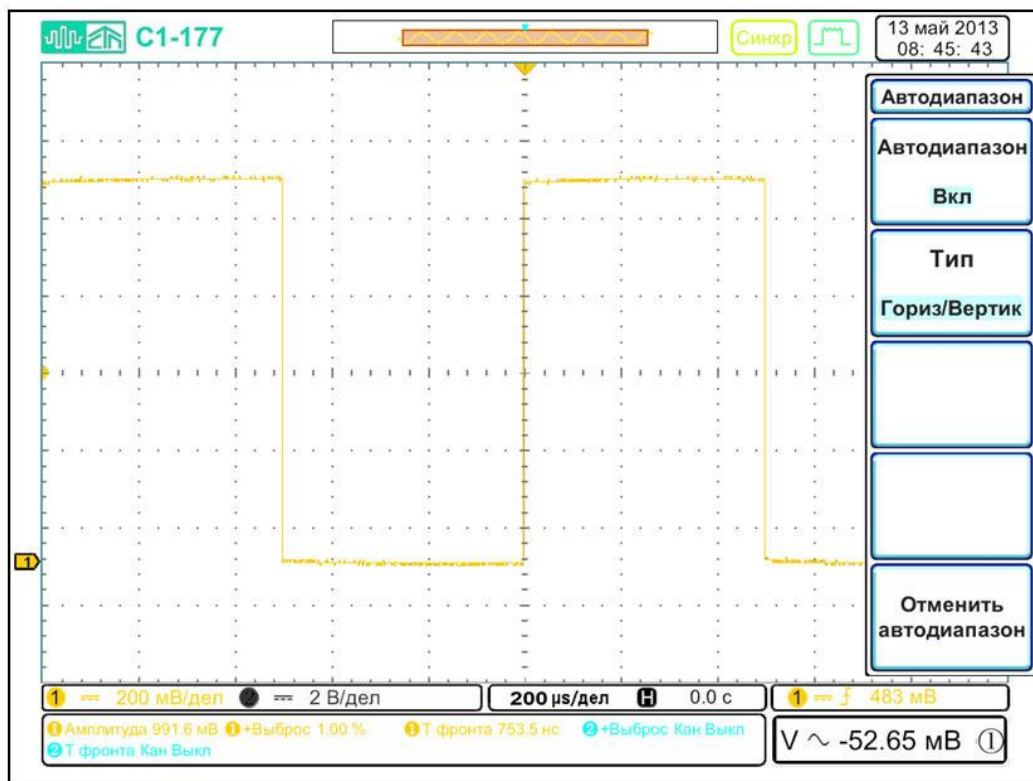 C1-177
Синхр
13 май 2013
08: 45: 43
Автодиапазон
Автодиапазон
Вкл
Тип
Гориз/Вертик
Отменить
автодиапазон
1
1 200 мВ/дел 2 2 В/дел
200 µs/дел H 0.0 с
1 483 мВ
1 Амплитуда 991.6 мВ 1 +Выброс 1.00 % 1 T фронта 753.5 нс 2 +Выброс Кан Выкл
2 T фронта Кан Выкл
V ∿ -52.65 мВ ①